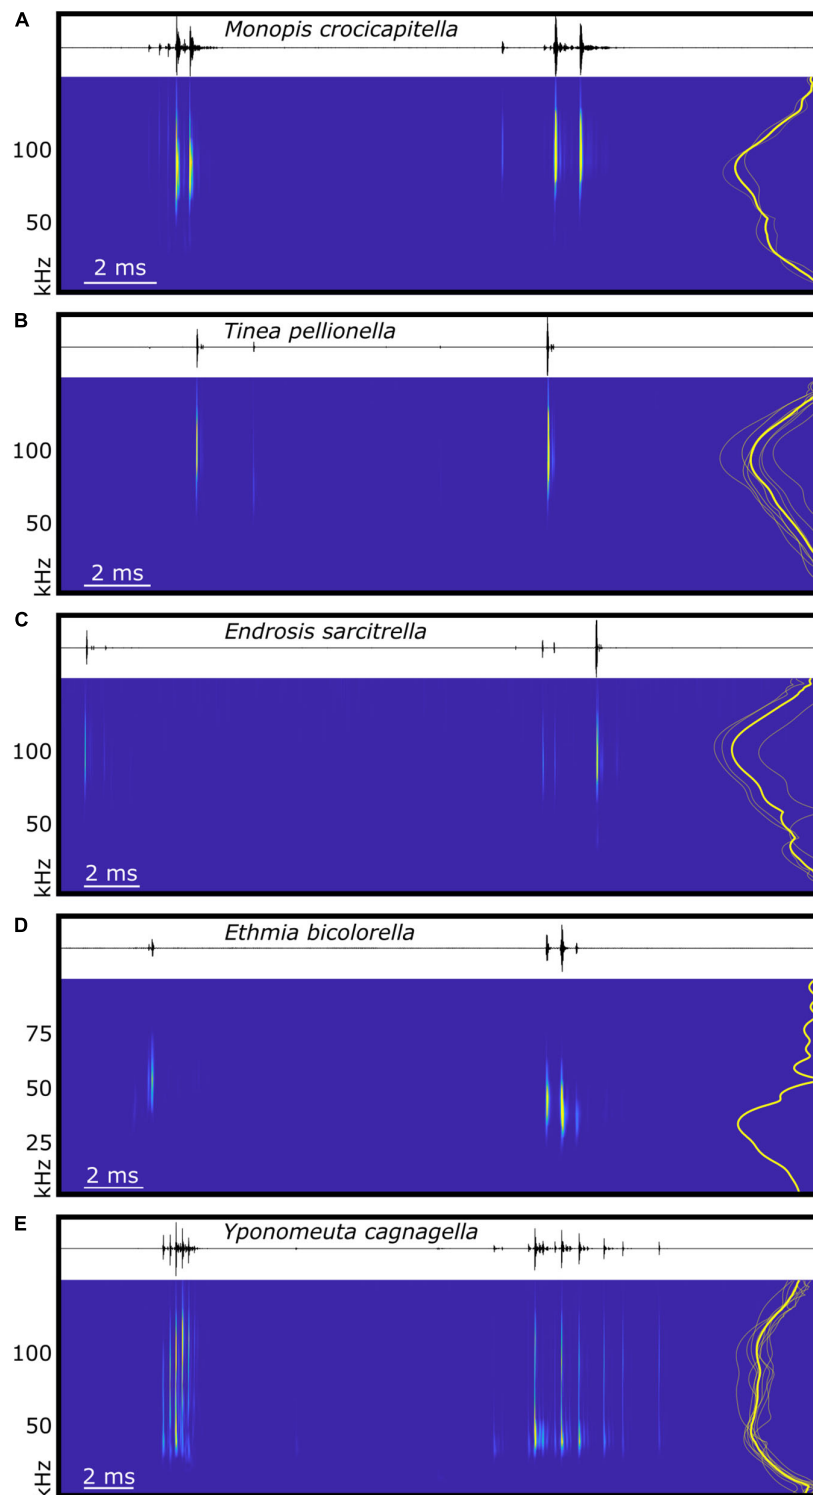 A
Monopis crocicapitella
100
50
kHz
2 ms
B
Tinea pellionella
100
50
kHz
2 ms
C
Endrosis sarcitrella
100
50
kHz
2 ms
D
Ethmia bicolorella
75
50
25
kHz
2 ms
E
Yponomeuta cagnagella
100
50
kHz
2 ms